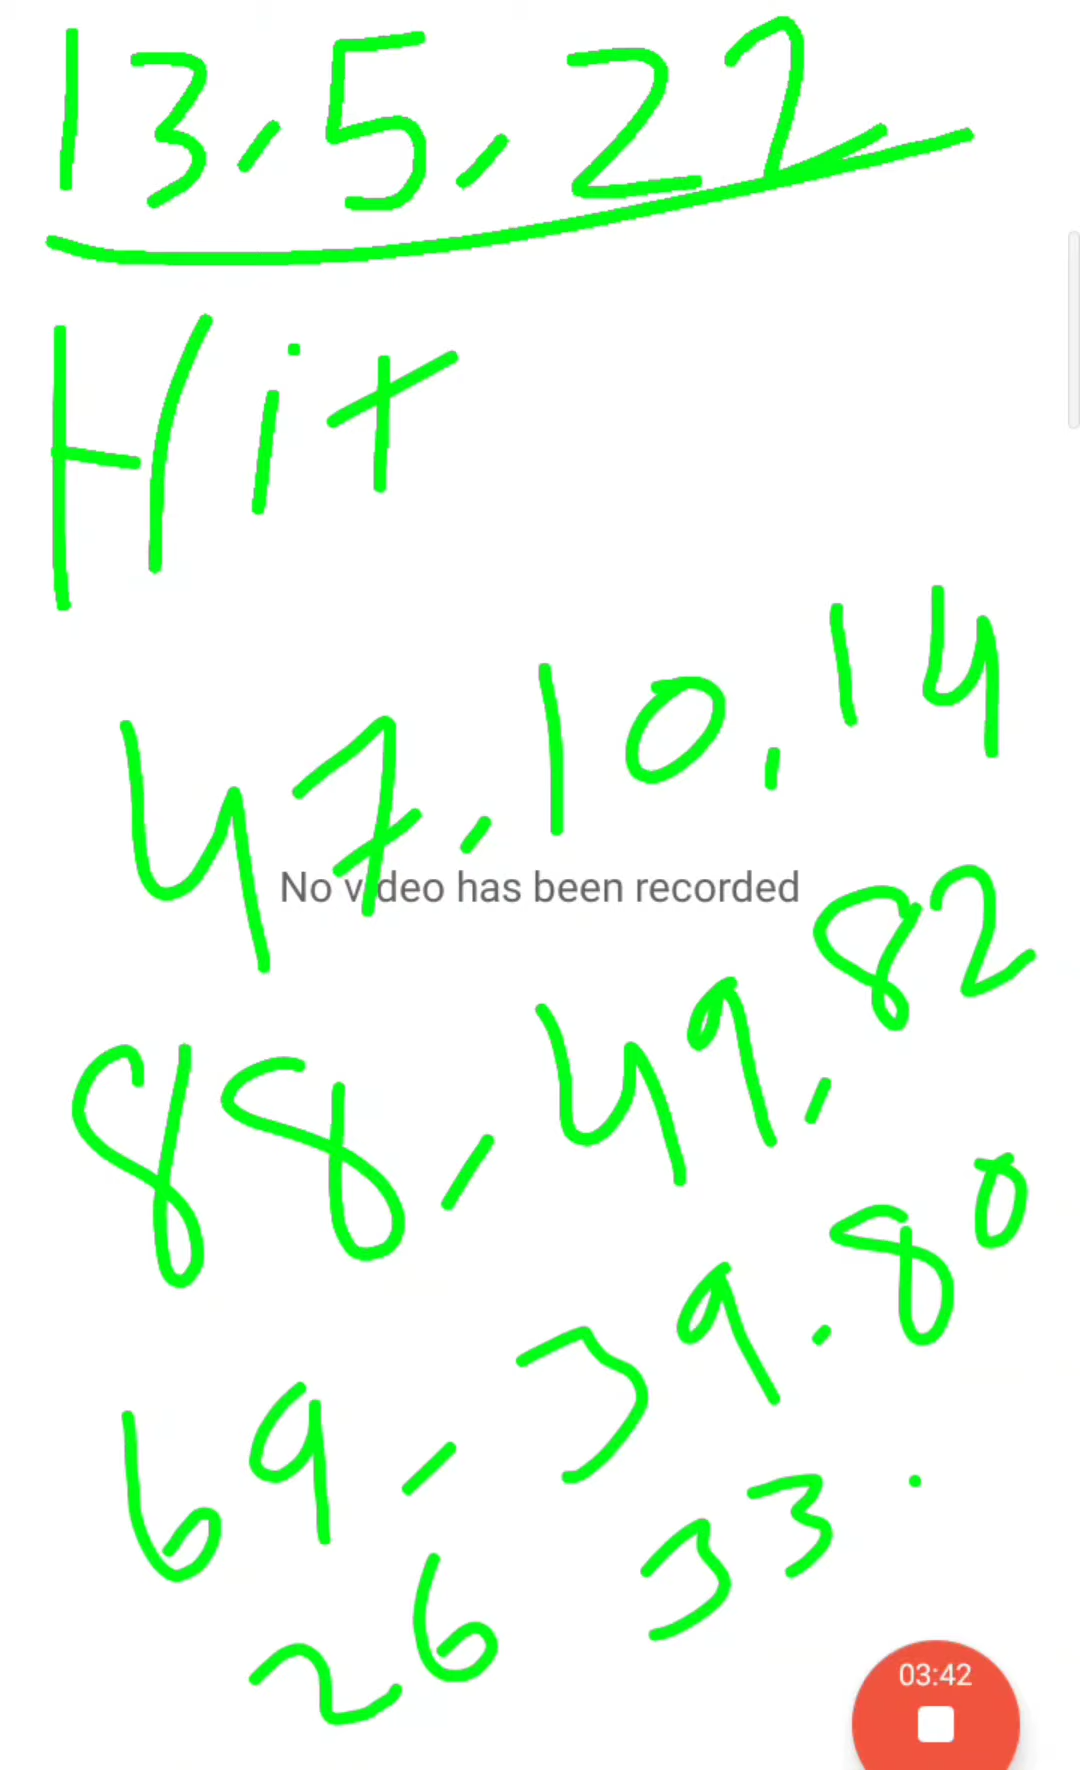 13, 5, 22
Hit
47, 10, 14
No video has been recorded
88, 49, 82
69, 39, 80
26 33 .
03:42